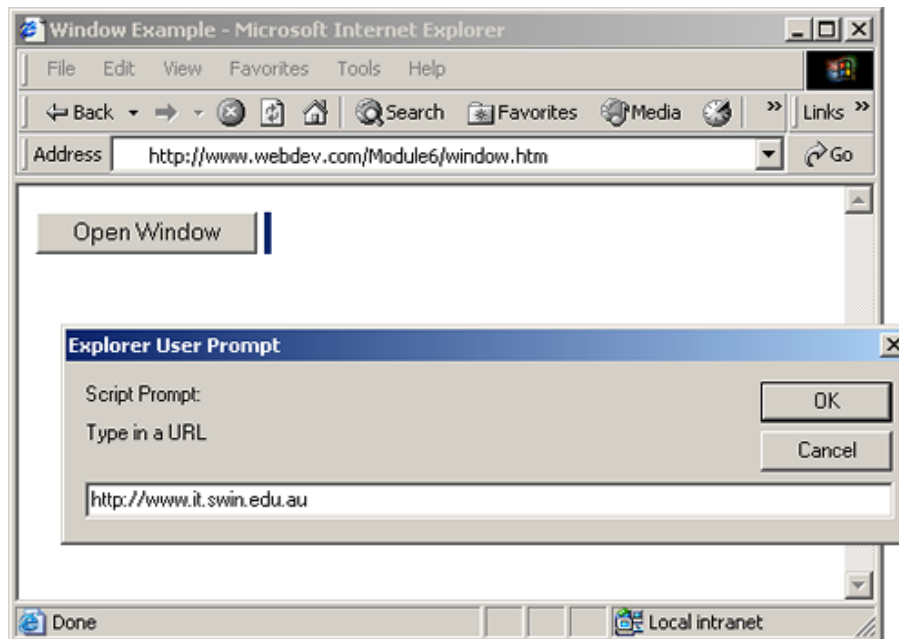 Window Example - Microsoft Internet Explorer
File Edit View Favorites Tools Help
Back Search Favorites Media » Links »
Address http://www.webdev.com/Module6/window.htm Go
Open Window
Explorer User Prompt
Script Prompt:
OK
Type in a URL
Cancel
http://www.it.swin.edu.au
Done Local intranet